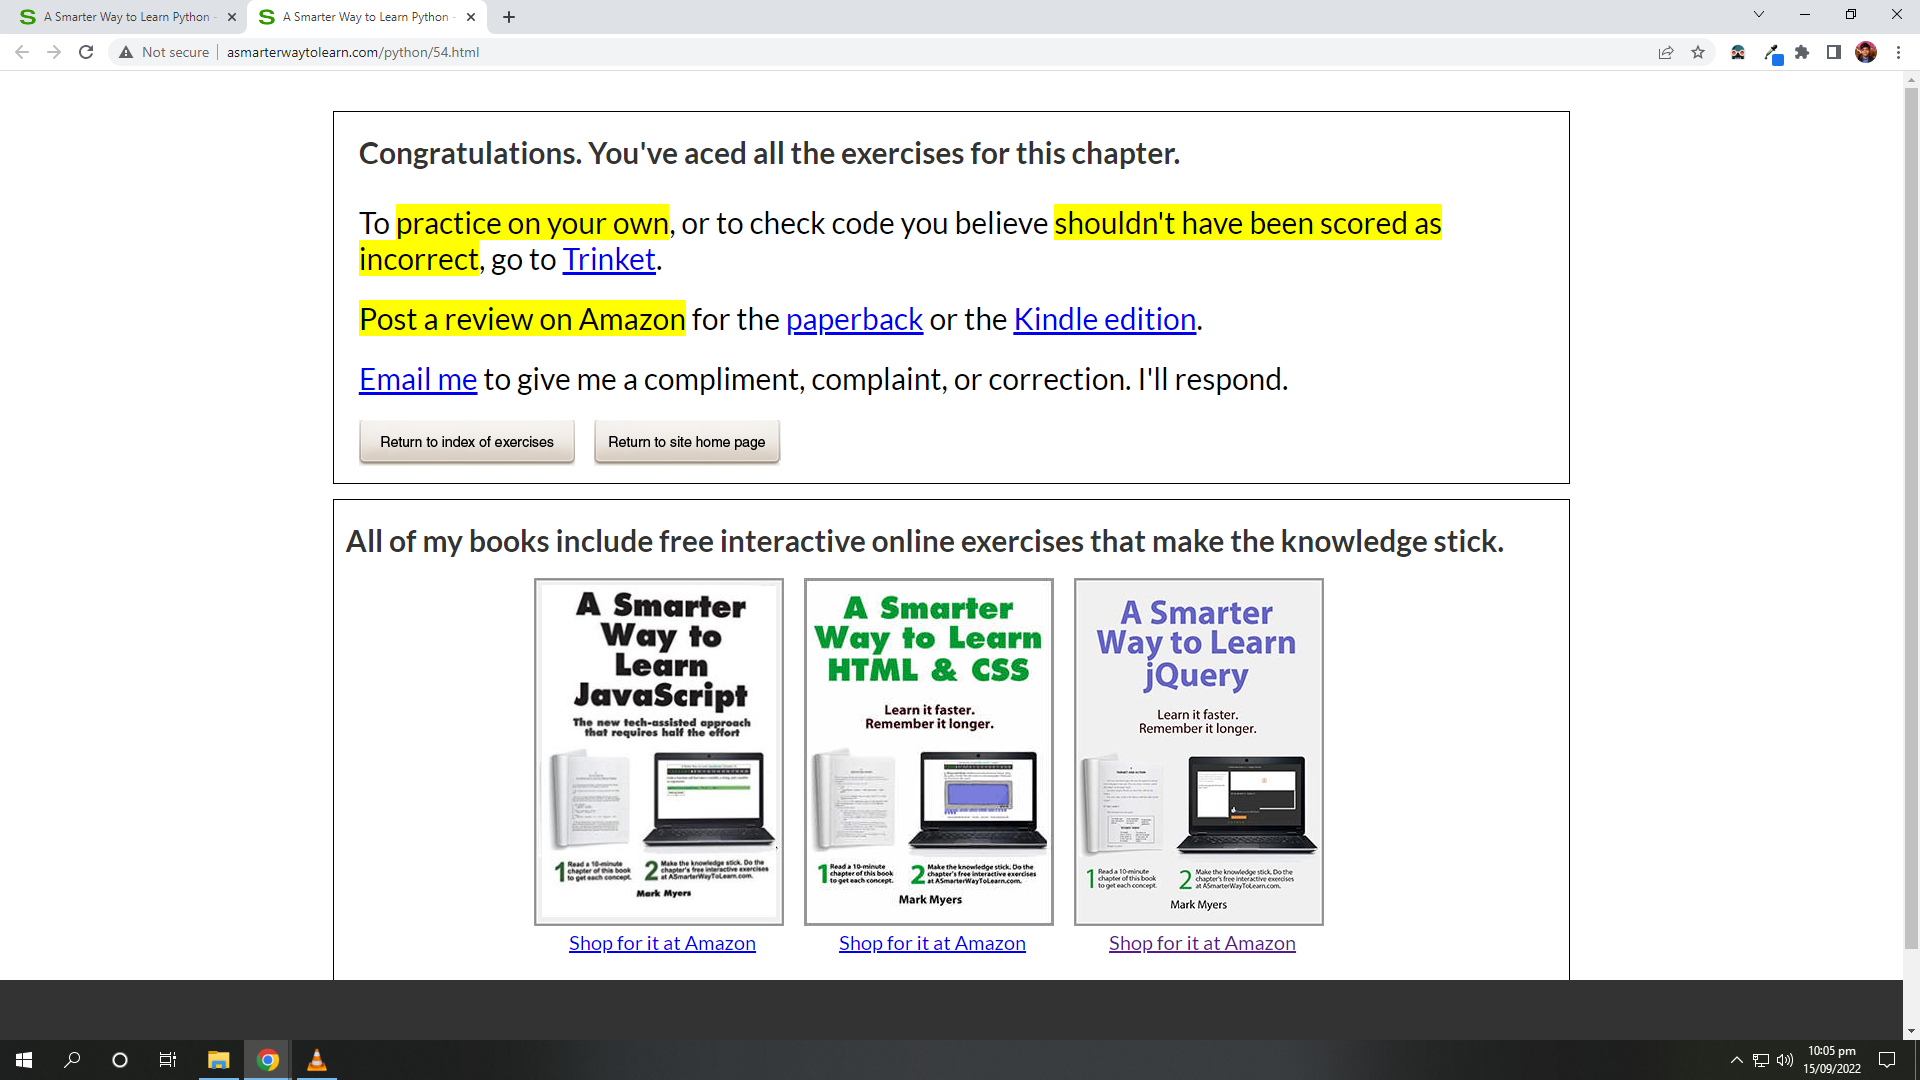 A Smarter Way to Learn Python -
A Smarter Way to Learn Python -
Not secure
asmarterwaytolearn.com/python/54.html
Congratulations. You've aced all the exercises for this chapter.
To practice on your own, or to check code you believe shouldn't have been scored as
incorrect, go to Trinket.
Post a review on Amazon for the paperback or the Kindle edition.
Email me to give me a compliment, complaint, or correction. I'll respond.
Return to index of exercises
Return to site home page
All of my books include free interactive online exercises that make the knowledge stick.
A Smarter
Way to
Learn
JavaScript
The new tech-assisted approach
that requires half the effort
1 Read a 10-minute
chapter of this book
to get each concept.
2 Make the knowledge stick. Do the
chapter's free interactive exercises
at ASmarterWayToLearn.com.
Mark Myers
Shop for it at Amazon
A Smarter
Way to Learn
HTML & CSS
Learn it faster.
Remember it longer.
1 Read a 10-minute
chapter of this book
to get each concept.
2 Make the knowledge stick. Do the
chapter's free interactive exercises
at ASmarterWayToLearn.com.
Mark Myers
Shop for it at Amazon
A Smarter
Way to Learn
jQuery
Learn it faster.
Remember it longer.
1 Read a 10-minute
chapter of this book
to get each concept.
2 Make the knowledge stick. Do the
chapter's free interactive exercises
at ASmarterWayToLearn.com.
Mark Myers
Shop for it at Amazon
10:05 pm
15/09/2022